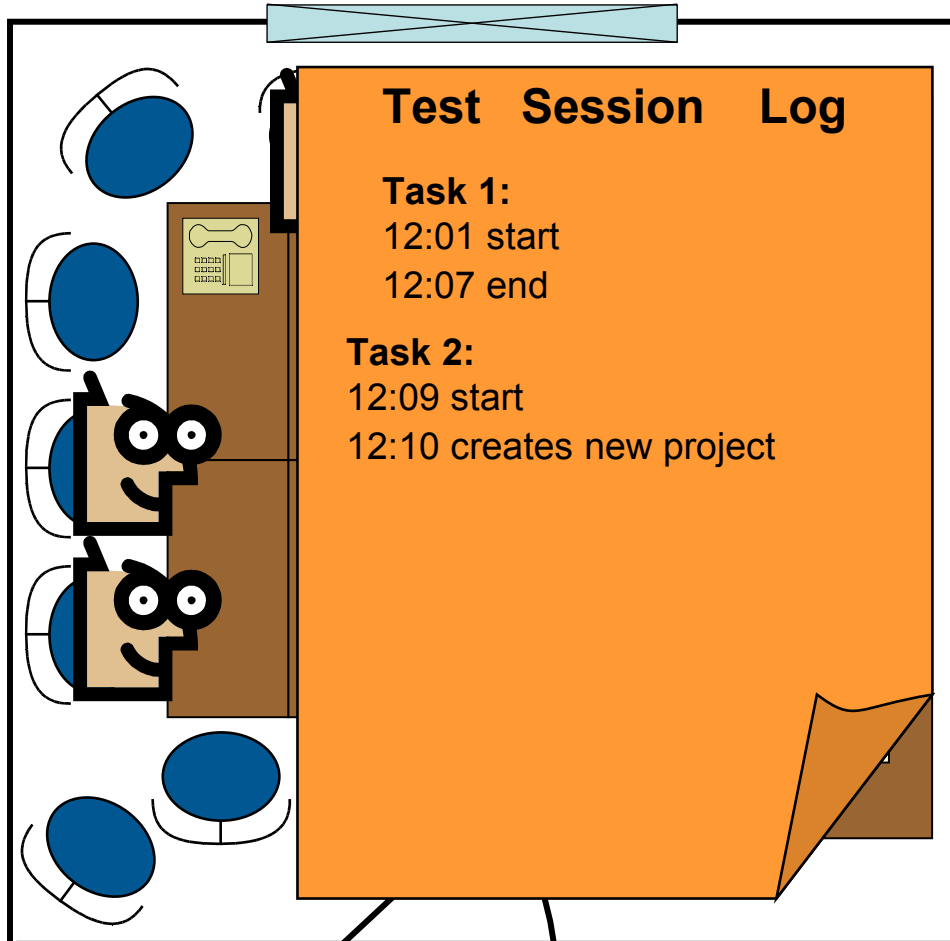 Test Session Log
Task 1:
12:01 start
12:07 end
Task 2:
12:09 start
12:10 creates new project